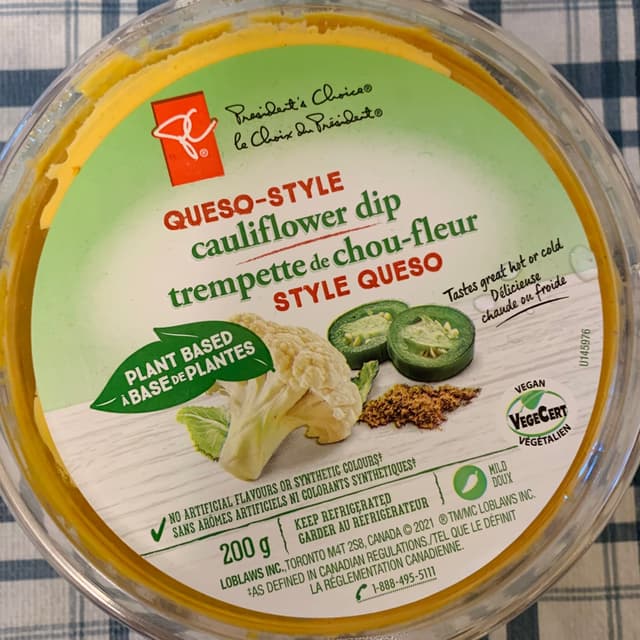 PC®
President's Choice®
le Choix du Président®
QUESO-STYLE
cauliflower dip
trempette de chou-fleur
STYLE QUESO
Tastes great hot or cold
Délicieuse
chaude ou froide
U145976
PLANT BASED
À BASE DE PLANTES
VEGAN
VEGECERT
VÉGÉTALIEN
NO ARTIFICIAL FLAVOURS OR SYNTHETIC COLOURS‡
SANS ARÔMES ARTIFICIELS NI COLORANTS SYNTHÉTIQUES‡
MILD
DOUX
200 g
KEEP REFRIGERATED
GARDER AU RÉFRIGÉRATEUR
LOBLAWS INC., TORONTO M4T 2S8, CANADA © 2021 ®TM/MC LOBLAWS INC.
‡AS DEFINED IN CANADIAN REGULATIONS/TEL QUE LE DÉFINIT
LA RÉGLEMENTATION CANADIENNE.
1-888-495-5111